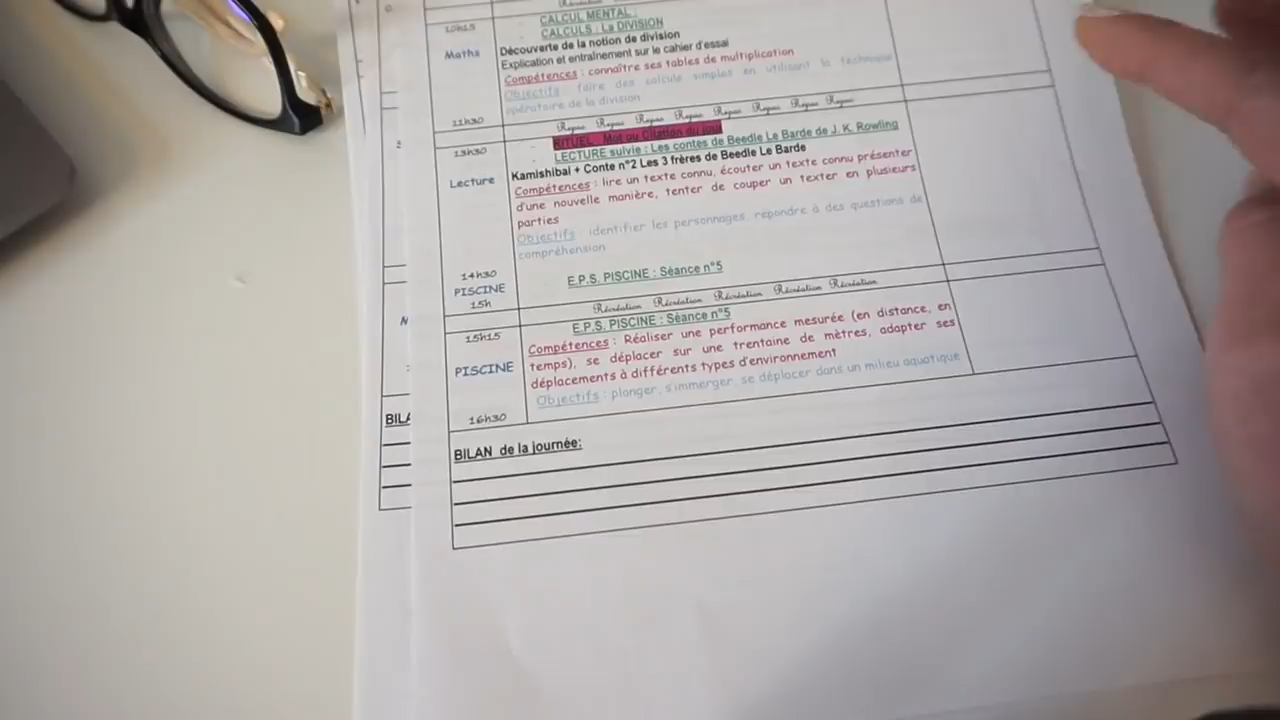 10h15
CALCUL MENTAL :
CALCULS : La DIVISION
Maths
Découverte de la notion de division
Explication et entraînement sur le cahier d'essai
Compétences : connaître ses tables de multiplication
Objectifs : faire des calculs simples en utilisant la technique
opératoire de la division
11h30
Repas Repas Repas Repas Repas Repas Repas Repas
13h30
RITUEL : Mot ou Citation du jour
LECTURE suivie : Les contes de Beedle Le Barde de J. K. Rowling
Lecture
Kamishibaï + Conte n°2 Les 3 frères de Beedle Le Barde
Compétences : lire un texte connu, écouter un texte connu présenter
d'une nouvelle manière, tenter de couper un texter en plusieurs
parties
Objectifs : identifier les personnages, répondre à des questions de
compréhension
14h30
PISCINE
15h
E.P.S. PISCINE : Séance n°5
Récréation Récréation Récréation Récréation Récréation
15h15
E.P.S. PISCINE : Séance n°5
PISCINE
Compétences : Réaliser une performance mesurée (en distance, en
temps), se déplacer sur une trentaine de mètres, adapter ses
déplacements à différents types d'environnement
Objectifs : plonger, s'immerger, se déplacer dans un milieu aquatique
16h30
BILAN de la journée:
BILA